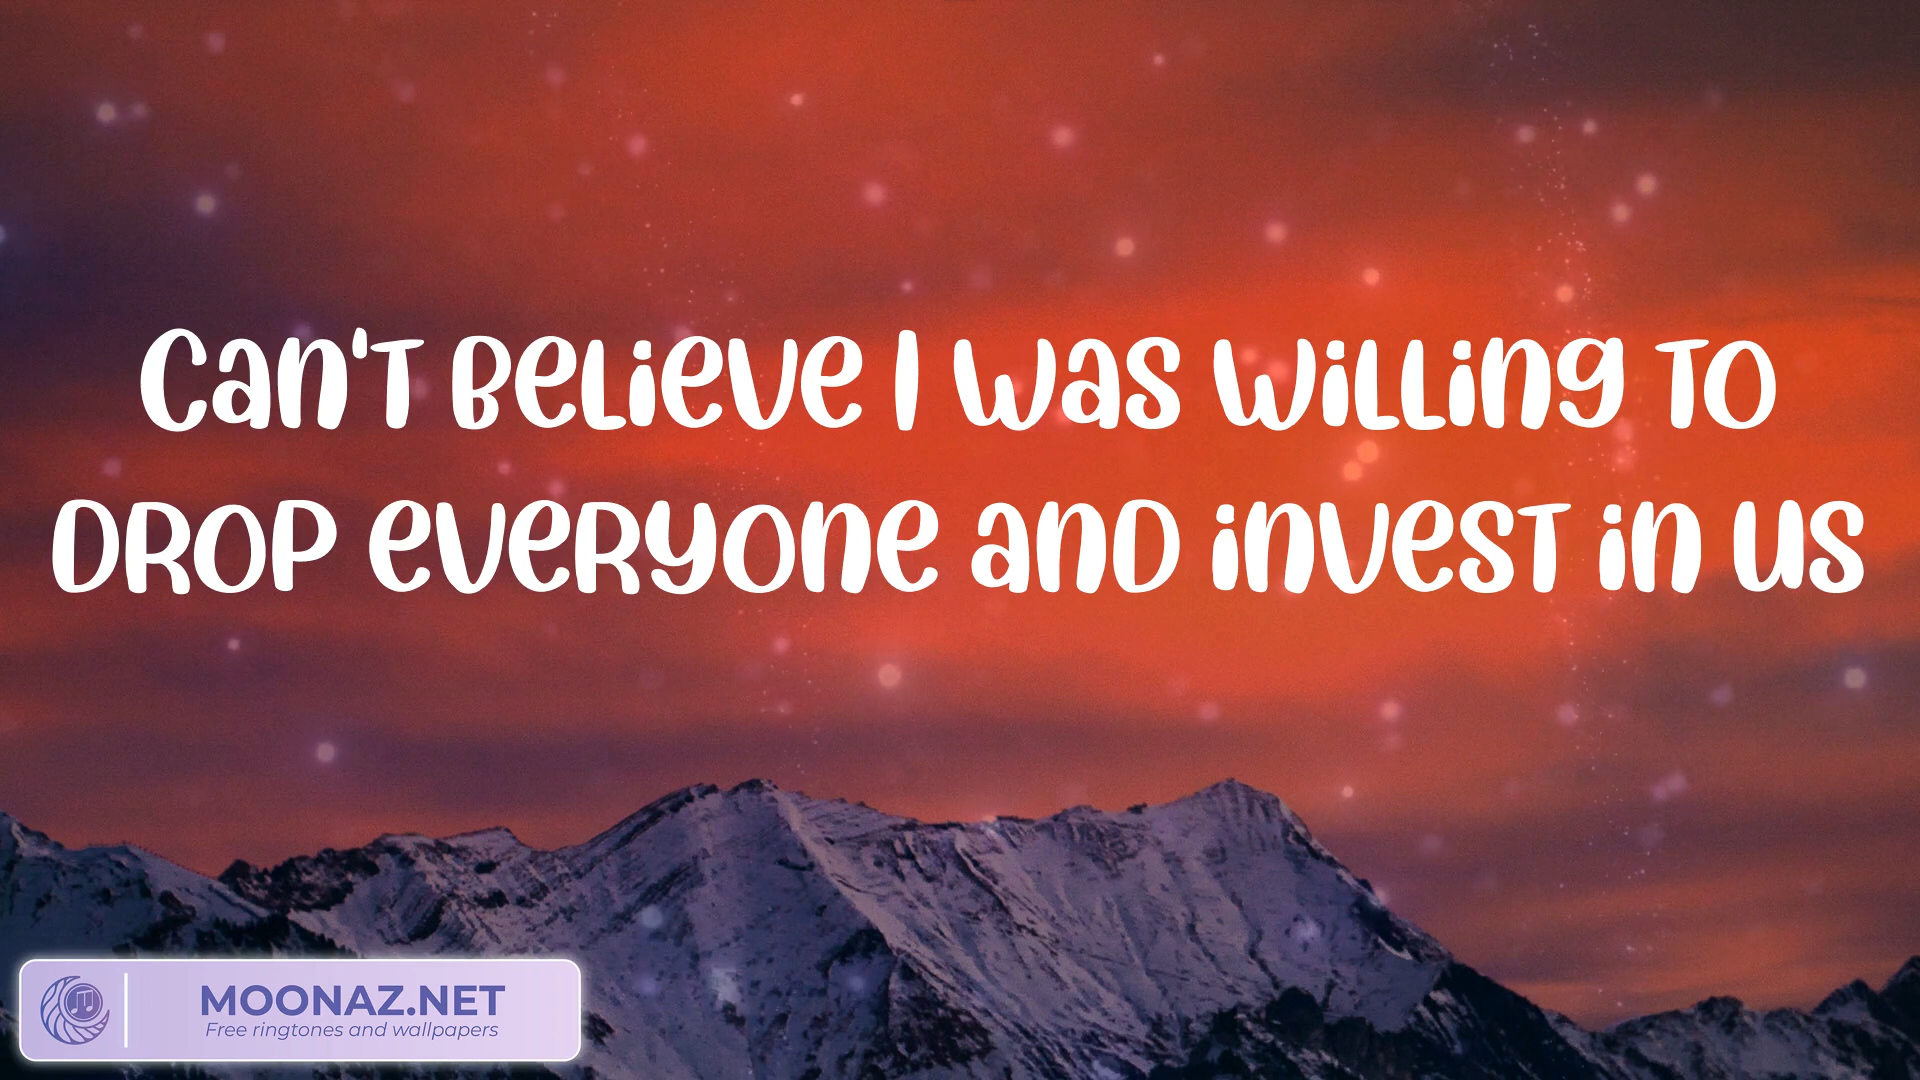 Can't believe I was willing to
drop everyone and invest in us
MOONAZ.NET
Free ringtones and wallpapers